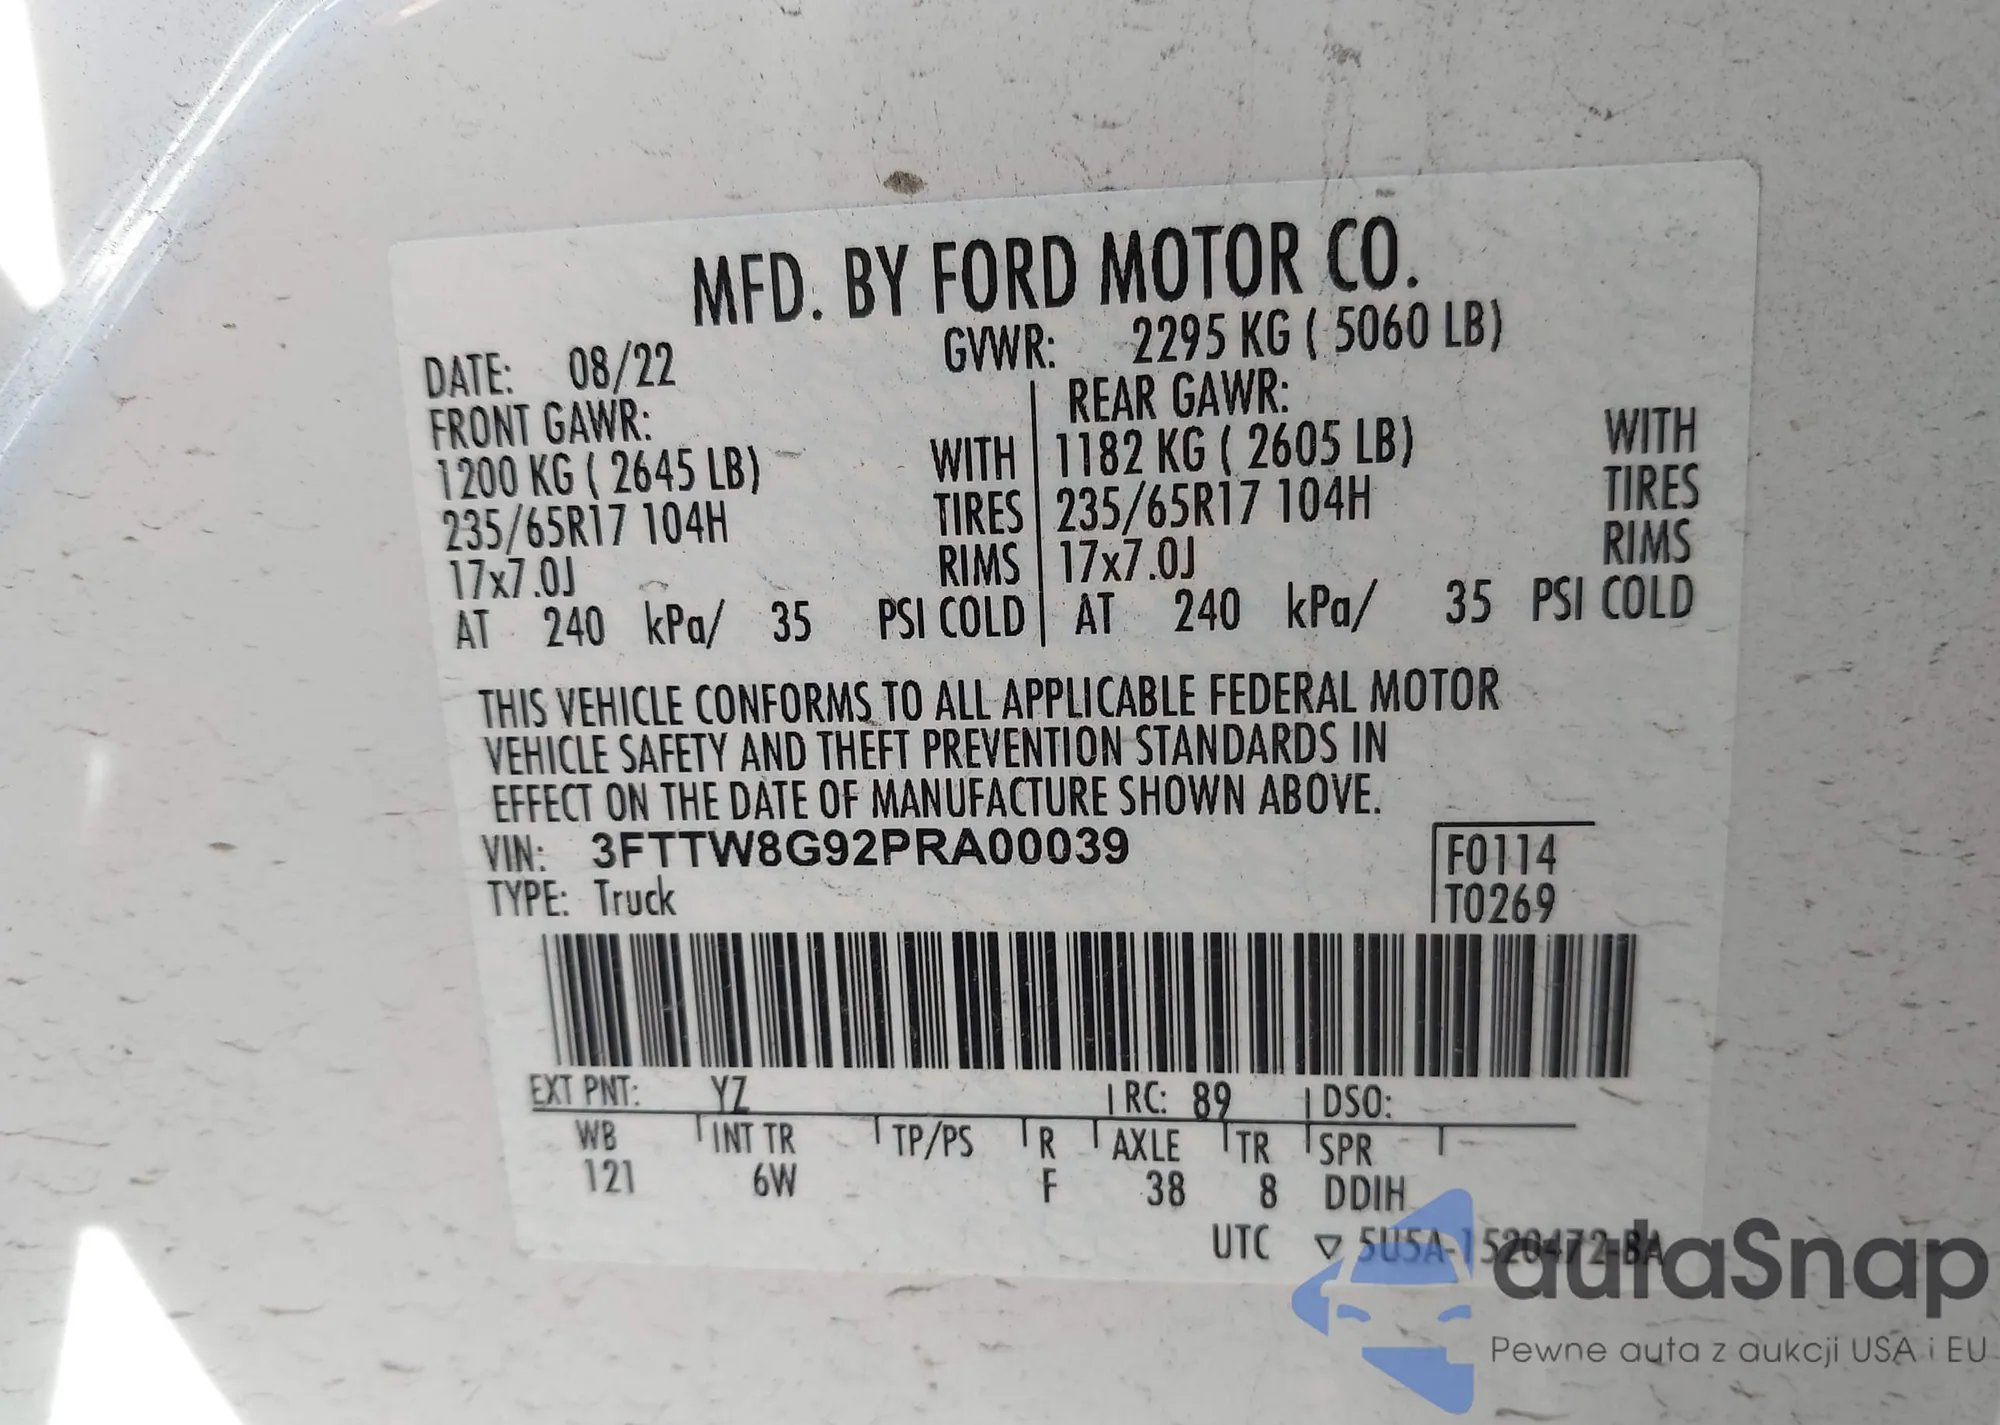 MFD. BY FORD MOTOR CO.
DATE: 08/22 GVWR: 2295 KG ( 5060 LB)
FRONT GAWR: REAR GAWR:
1200 KG ( 2645 LB) WITH 1182 KG ( 2605 LB) WITH
235/65R17 104H TIRES 235/65R17 104H TIRES
17x7.0J RIMS 17x7.0J RIMS
AT 240 kPa/ 35 PSI COLD AT 240 kPa/ 35 PSI COLD
THIS VEHICLE CONFORMS TO ALL APPLICABLE FEDERAL MOTOR
VEHICLE SAFETY AND THEFT PREVENTION STANDARDS IN
EFFECT ON THE DATE OF MANUFACTURE SHOWN ABOVE.
VIN: 3FTTW8G92PRA00039 F0114
TYPE: Truck T0269
EXT PNT: YZ RC: 89 DSO:
WB INT TR TP/PS R AXLE TR SPR
121 6W F 38 8 DDIH
UTC ▽ 5U5A-1520472-BA
autaSnap
Pewne auta z aukcji USA i EU